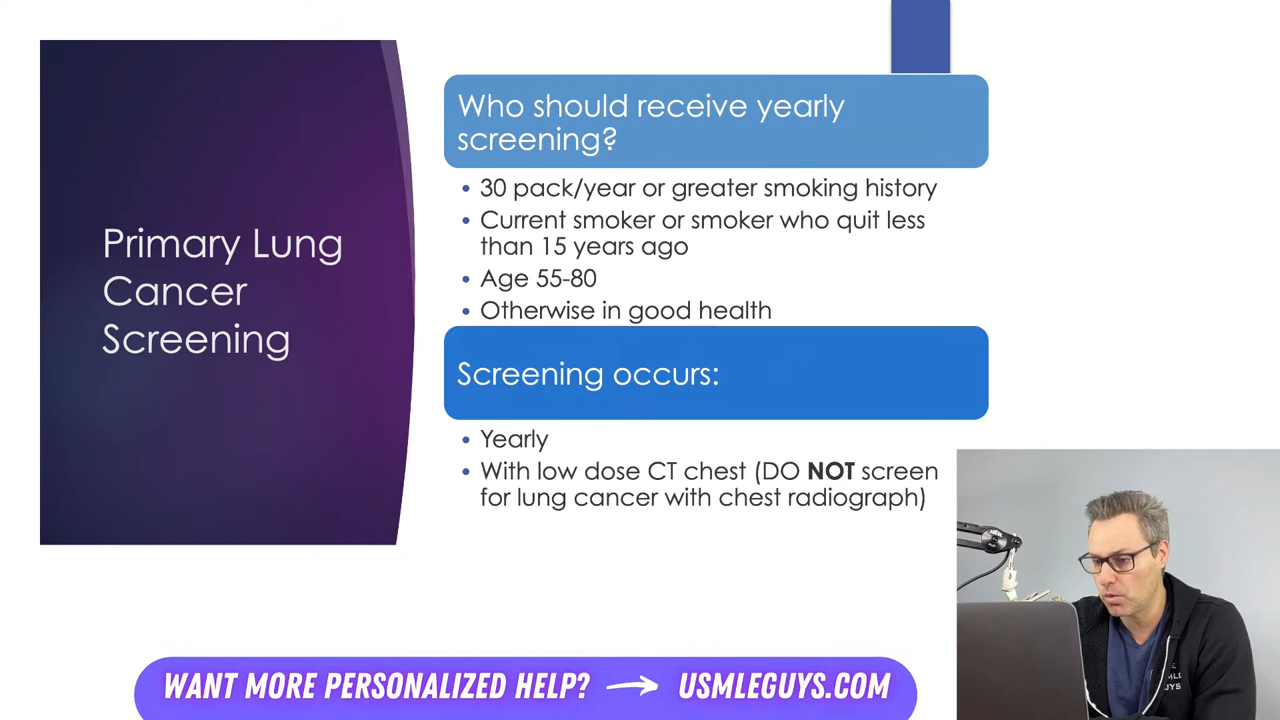 Primary Lung
Cancer
Screening
Who should receive yearly
screening?
• 30 pack/year or greater smoking history
• Current smoker or smoker who quit less
than 15 years ago
• Age 55-80
• Otherwise in good health
Screening occurs:
• Yearly
• With low dose CT chest (DO NOT screen
for lung cancer with chest radiograph)
WANT MORE PERSONALIZED HELP? → USMLEGUYS.COM